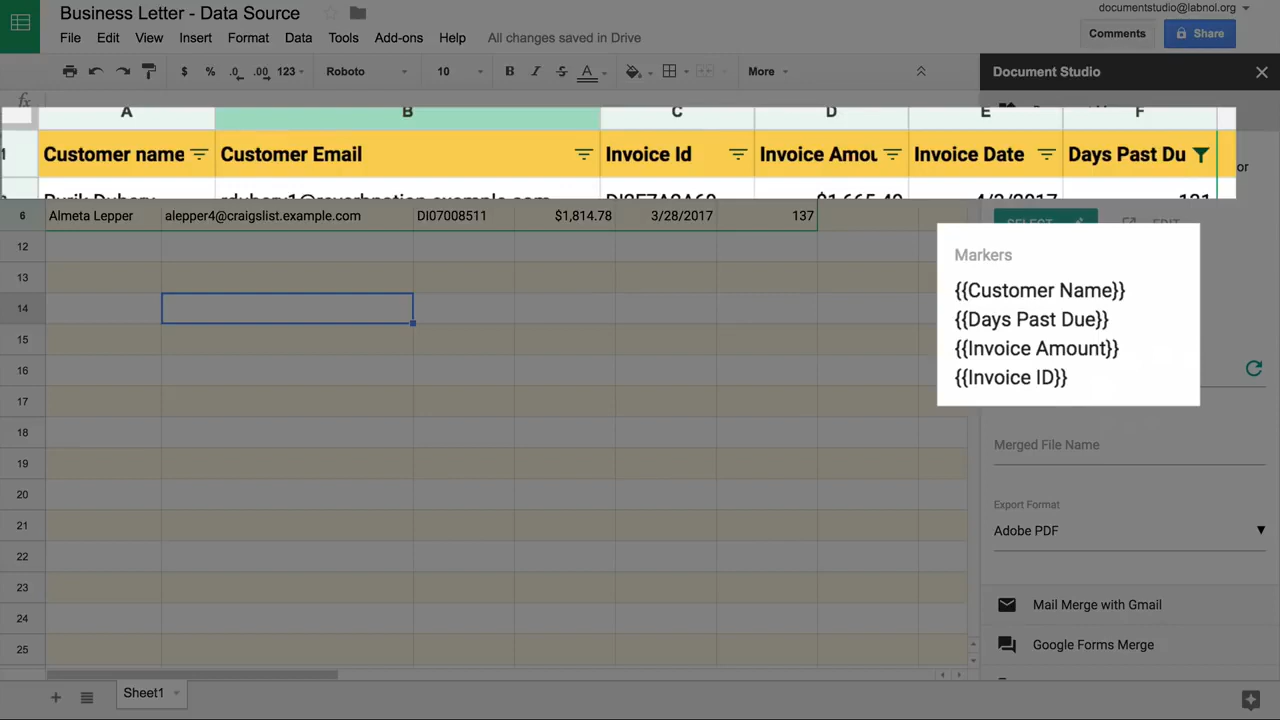 Business Letter - Data Source
documentstudio@labnol.org
File Edit View Insert Format Data Tools Add-ons Help All changes saved in Drive
Comments
Share
$ % .0 .00 123 Roboto 10 B I S A More
Document Studio
fx
A B C D E F
1 Customer name Customer Email Invoice Id Invoice Amou Invoice Date Days Past Du
or
6 Almeta Lepper alepper4@craigslist.example.com DI07008511 $1,814.78 3/28/2017 137
SELECT EDIT
12
13
14
15
16
17
18
19
20
21
22
23
24
25
Markers
{{Customer Name}}
{{Days Past Due}}
{{Invoice Amount}}
{{Invoice ID}}
Merged File Name
Export Format
Adobe PDF
Mail Merge with Gmail
Google Forms Merge
Sheet1